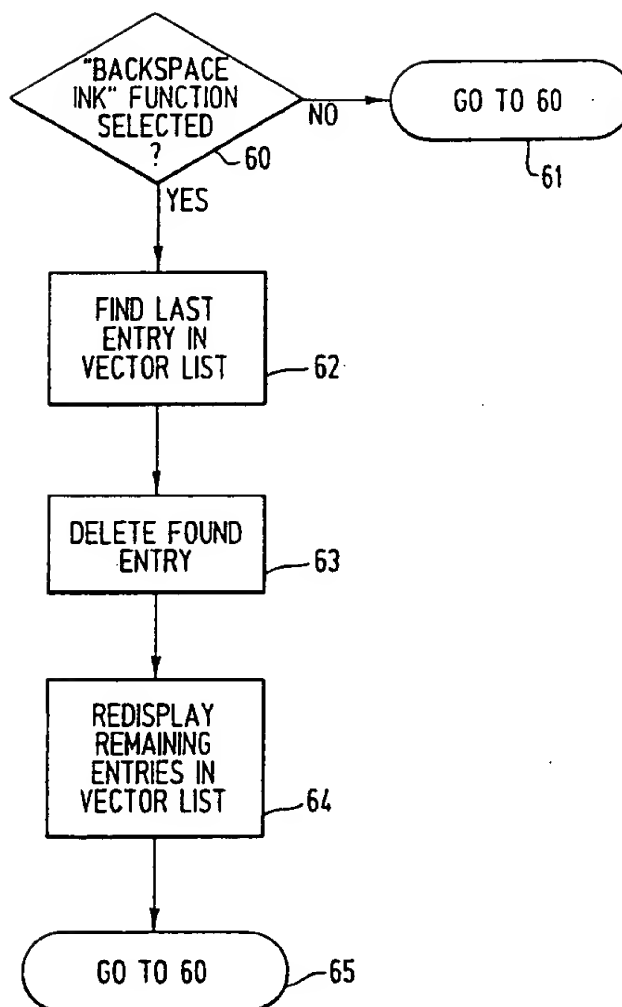 "BACKSPACE
INK" FUNCTION
SELECTED
?
60
NO
GO TO 60
61
YES
FIND LAST
ENTRY IN
VECTOR LIST
62
DELETE FOUND
ENTRY
63
REDISPLAY
REMAINING
ENTRIES IN
VECTOR LIST
64
GO TO 60
65